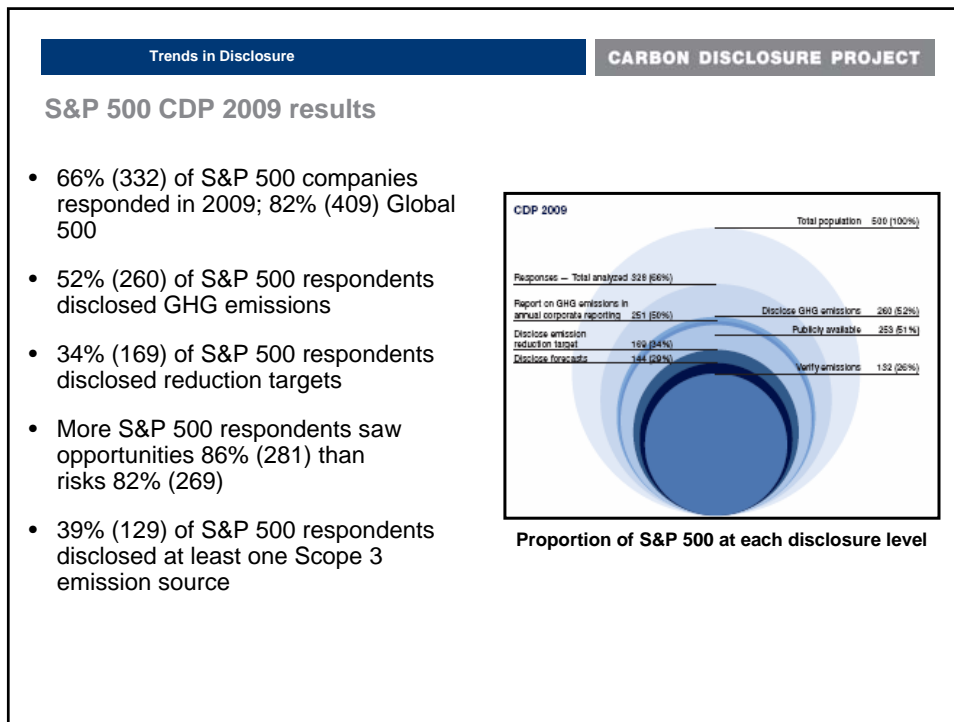 Trends in Disclosure
CARBON DISCLOSURE PROJECT
S&P 500 CDP 2009 results
• 66% (332) of S&P 500 companies
responded in 2009; 82% (409) Global
500
• 52% (260) of S&P 500 respondents
disclosed GHG emissions
• 34% (169) of S&P 500 respondents
disclosed reduction targets
• More S&P 500 respondents saw
opportunities 86% (281) than
risks 82% (269)
• 39% (129) of S&P 500 respondents
disclosed at least one Scope 3
emission source
CDP 2009
Total population 500 (100%)
Responses — Total analyzed 328 (66%)
Report on GHG emissions in
annual corporate reporting 251 (50%)
Disclose GHG emissions 260 (52%)
Publicly available 253 (51%)
Disclose emission
reduction target 169 (34%)
Disclose forecasts 144 (29%)
Verify emissions 132 (26%)
Proportion of S&P 500 at each disclosure level